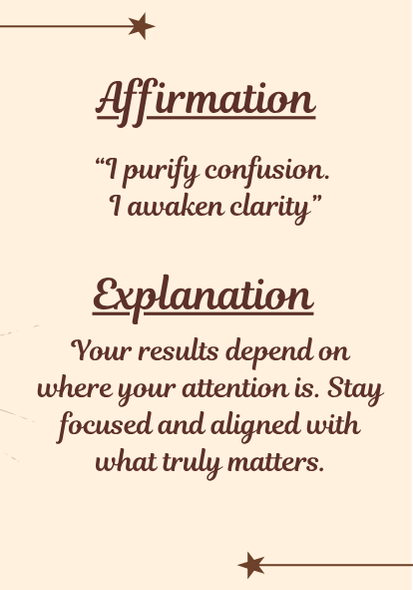 Affirmation
“I purify confusion.
I awaken clarity”
Explanation
Your results depend on
where your attention is. Stay
focused and aligned with
what truly matters.